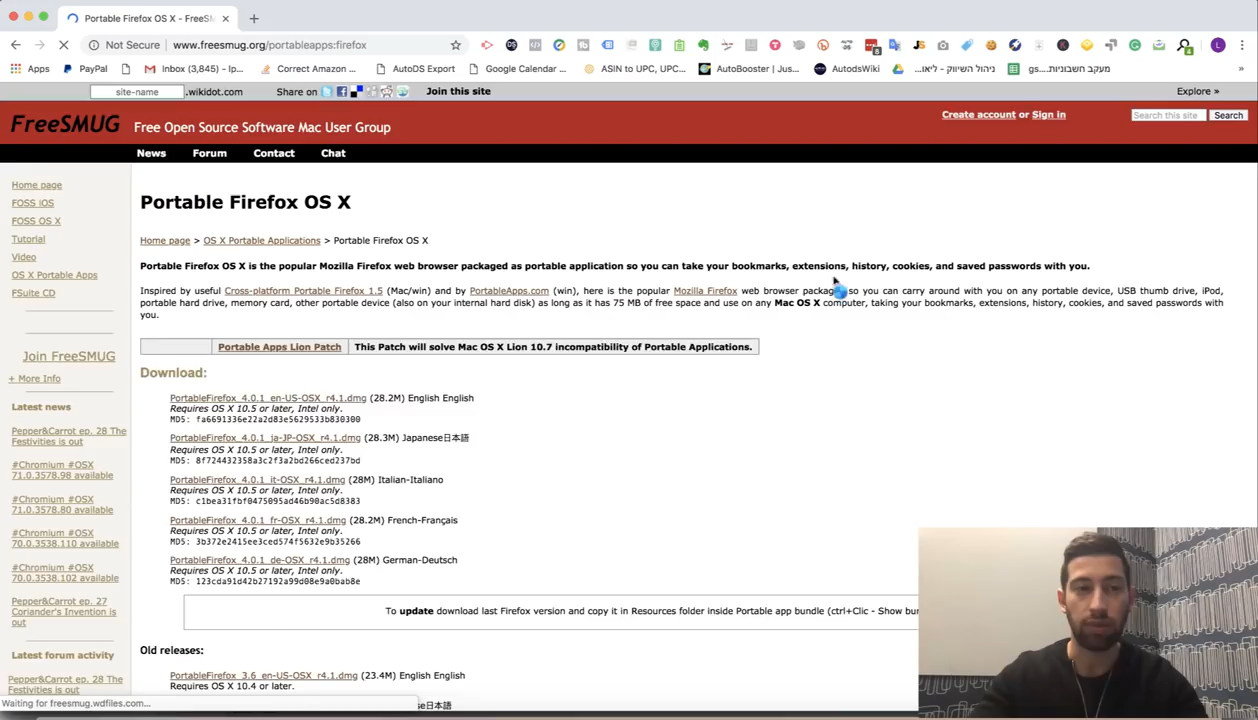 Portable Firefox OS X - FreeSM
Not Secure | www.freesmug.org/portableapps:firefox
Apps PayPal Inbox (3,845) - lp... Correct Amazon ... AutoDS Export Google Calendar ... ASIN to UPC, UPC... AutoBooster | Jus... AutodsWiki ניהול השיווק - ליאו... מעקב חשבוניות...gs
site-name .wikidot.com Share on Join this site Explore »
FreeSMUG Free Open Source Software Mac User Group
Create account or Sign in Search this site Search
News Forum Contact Chat
Home page
FOSS iOS
FOSS OS X
Tutorial
Video
OS X Portable Apps
FSuite CD
Join FreeSMUG
+ More Info
Latest news
Pepper&Carrot ep. 28 The
Festivities is out
#Chromium #OSX
71.0.3578.98 available
#Chromium #OSX
71.0.3578.80 available
#Chromium #OSX
70.0.3538.110 available
#Chromium #OSX
70.0.3538.102 available
Pepper&Carrot ep. 27
Coriander's Invention is
out
Latest forum activity
Pepper&Carrot ep. 28 The
Festivities is out
Portable Firefox OS X
Home page > OS X Portable Applications > Portable Firefox OS X
Portable Firefox OS X is the popular Mozilla Firefox web browser packaged as portable application so you can take your bookmarks, extensions, history, cookies, and saved passwords with you.
Inspired by useful Cross-platform Portable Firefox 1.5 (Mac/win) and by PortableApps.com (win), here is the popular Mozilla Firefox web browser packag so you can carry around with you on any portable device, USB thumb drive, iPod,
portable hard drive, memory card, other portable device (also on your internal hard disk) as long as it has 75 MB of free space and use on any Mac OS X computer, taking your bookmarks, extensions, history, cookies, and saved passwords with
you.
Portable Apps Lion Patch This Patch will solve Mac OS X Lion 10.7 incompatibility of Portable Applications.
Download:
PortableFirefox_4.0.1_en-US-OSX_r4.1.dmg (28.2M) English English
Requires OS X 10.5 or later, Intel only.
MD5: fa6691336e22a2d83e5629533b830300
PortableFirefox_4.0.1_ja-JP-OSX_r4.1.dmg (28.3M) Japanese日本語
Requires OS X 10.5 or later, Intel only.
MD5: 8f724432358a3c2f3a2bd266ced237bd
PortableFirefox_4.0.1_it-OSX_r4.1.dmg (28M) Italian-Italiano
Requires OS X 10.5 or later, Intel only.
MD5: c1bea31fbf0475095ad46b90ac5d8383
PortableFirefox_4.0.1_fr-OSX_r4.1.dmg (28.2M) French-Français
Requires OS X 10.5 or later, Intel only.
MD5: 3b372e2415ee3ced574f5632e9b35266
PortableFirefox_4.0.1_de-OSX_r4.1.dmg (28M) German-Deutsch
Requires OS X 10.5 or later, Intel only.
MD5: 123cda91d42b27192a99d08e9a0bab8e
To update download last Firefox version and copy it in Resources folder inside Portable app bundle (ctrl+Clic - Show bun
Old releases:
PortableFirefox_3.6_en-US-OSX_r4.1.dmg (23.4M) English English
Requires OS X 10.4 or later.
se日本語
Waiting for freesmug.wdfiles.com...